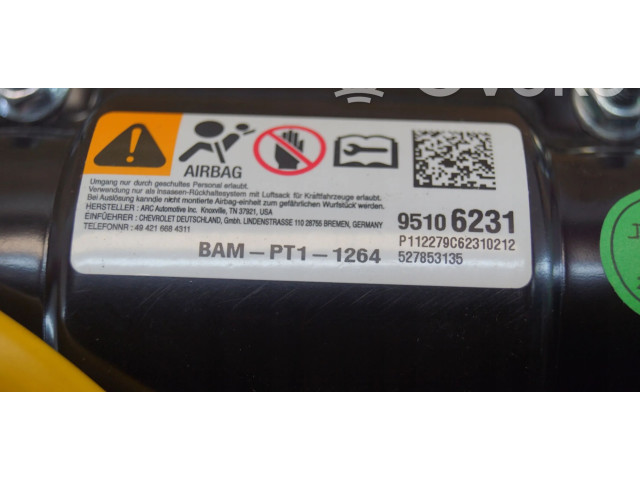 AIRBAG
Umgang nur durch geschultes Personal erlaubt.
Verwendung nur als Insassen-Rückhaltesystem mit Luftsack für Kraftfahrzeuge erlaubt.
Bei Auslösung kann die nicht montierte Airbag-einheit zum gefährlichen Wurfstück werden.
HERSTELLER : ARC Automotive Inc. Knoxville, TN 37921, USA
EINFÜHRER : CHEVROLET DEUTSCHLAND, Gmbh. LINDENSTRASSE 110 28755 BREMEN, GERMANY
TELEFONNR : 49 421 668 4311
BAM-PT1-1264
9510 6231
P112279C62310212
527853135
J